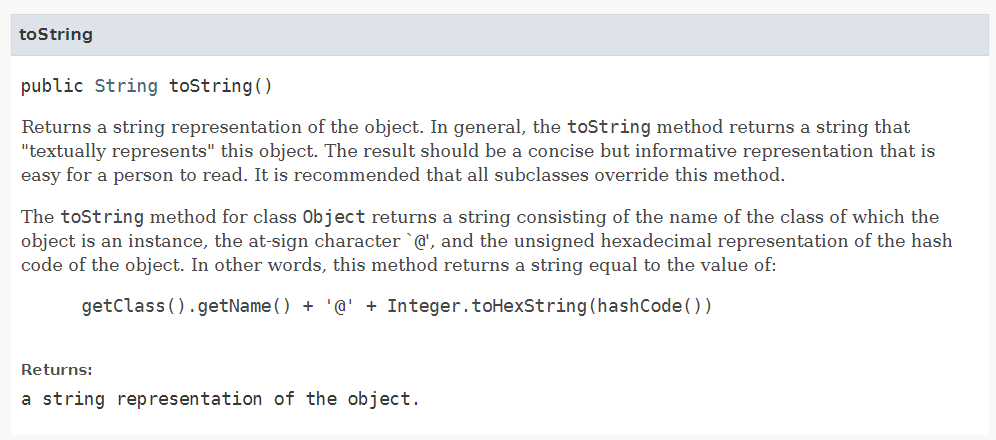 toString
public String toString()
Returns a string representation of the object. In general, the toString method returns a string that
"textually represents" this object. The result should be a concise but informative representation that is
easy for a person to read. It is recommended that all subclasses override this method.
The toString method for class Object returns a string consisting of the name of the class of which the
object is an instance, the at-sign character `@', and the unsigned hexadecimal representation of the hash
code of the object. In other words, this method returns a string equal to the value of:
getClass().getName() + '@' + Integer.toHexString(hashCode())
Returns:
a string representation of the object.